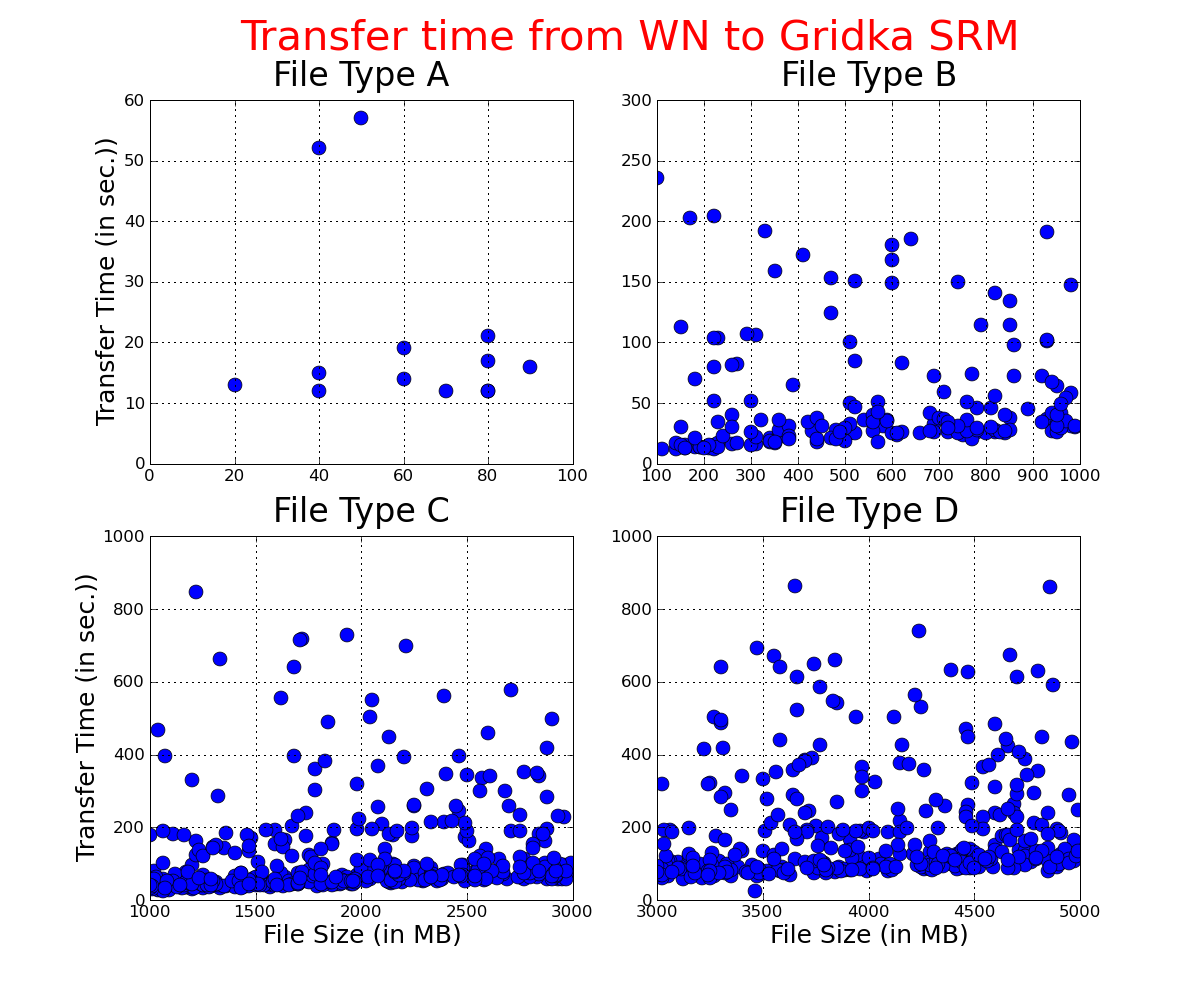 Transfer time from WN to Gridka SRM
File Type A
File Type B
Transfer Time (in sec.))
60
50
40
30
20
10
0
0 20 40 60 80 100
300
250
200
150
100
50
0
100 200 300 400 500 600 700 800 900 1000
File Type C
File Type D
Transfer Time (in sec.))
1000
800
600
400
200
0
1000 1500 2000 2500 3000
File Size (in MB)
1000
800
600
400
200
0
3000 3500 4000 4500 5000
File Size (in MB)